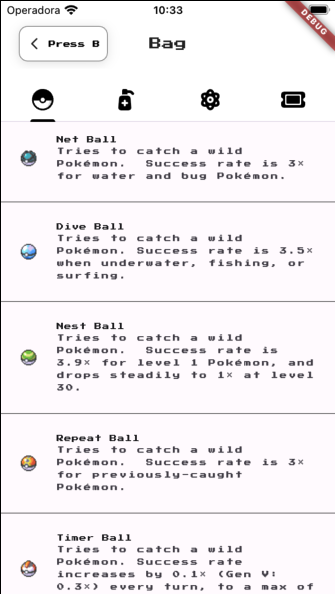 Operadora 10:33
DEBUG
Press B
Bag
Net Ball
Tries to catch a wild
Pokémon. Success rate is 3×
for water and bug Pokémon.
Dive Ball
Tries to catch a wild
Pokémon. Success rate is 3.5×
when underwater, fishing, or
surfing.
Nest Ball
Tries to catch a wild
Pokémon. Success rate is
3.9× for level 1 Pokémon, and
drops steadily to 1× at level
30.
Repeat Ball
Tries to catch a wild
Pokémon. Success rate is 3×
for previously-caught
Pokémon.
Timer Ball
Tries to catch a wild
Pokémon. Success rate
increases by 0.1× (Gen V:
0.3×) every turn, to a max of